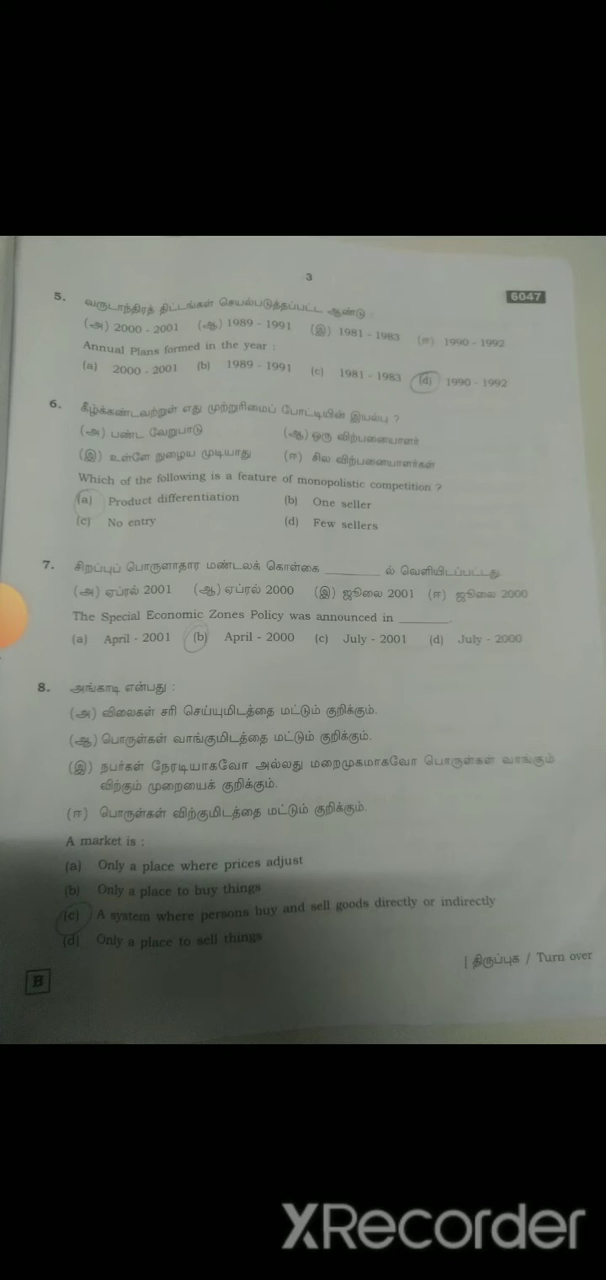 3
6047
5. வருடாந்திரத் திட்டங்கள் செயல்படுத்தப்பட்ட ஆண்டு :
(அ) 2000 - 2001 (ஆ) 1989 - 1991 (இ) 1981 - 1983 (ஈ) 1990 - 1992
Annual Plans formed in the year :
(a) 2000 - 2001 (b) 1989 - 1991 (c) 1981 - 1983 (d) 1990 - 1992
6. கீழ்க்கண்டவற்றுள் எது முற்றுரிமைப் போட்டியின் இயல்பு ?
(அ) பண்ட வேறுபாடு (ஆ) ஒரு விற்பனையாளர்
(இ) உள்ளே நுழைய முடியாது (ஈ) சில விற்பனையாளர்கள்
Which of the following is a feature of monopolistic competition ?
(a) Product differentiation (b) One seller
(c) No entry (d) Few sellers
7. சிறப்புப் பொருளாதார மண்டலக் கொள்கை ________ ல் வெளியிடப்பட்டது.
(அ) ஏப்ரல் 2001 (ஆ) ஏப்ரல் 2000 (இ) ஜூலை 2001 (ஈ) ஜூலை 2000
The Special Economic Zones Policy was announced in ________.
(a) April - 2001 (b) April - 2000 (c) July - 2001 (d) July - 2000
8. அங்காடி என்பது :
(அ) விலைகள் சரி செய்யுமிடத்தை மட்டும் குறிக்கும்.
(ஆ) பொருள்கள் வாங்குமிடத்தை மட்டும் குறிக்கும்.
(இ) நபர்கள் நேரடியாகவோ அல்லது மறைமுகமாகவோ பொருள்கள் வாங்கும்
விற்கும் முறையைக் குறிக்கும்.
(ஈ) பொருள்கள் விற்குமிடத்தை மட்டும் குறிக்கும்.
A market is :
(a) Only a place where prices adjust
(b) Only a place to buy things
(c) A system where persons buy and sell goods directly or indirectly
(d) Only a place to sell things
[ திருப்புக / Turn over
B
XRecorder